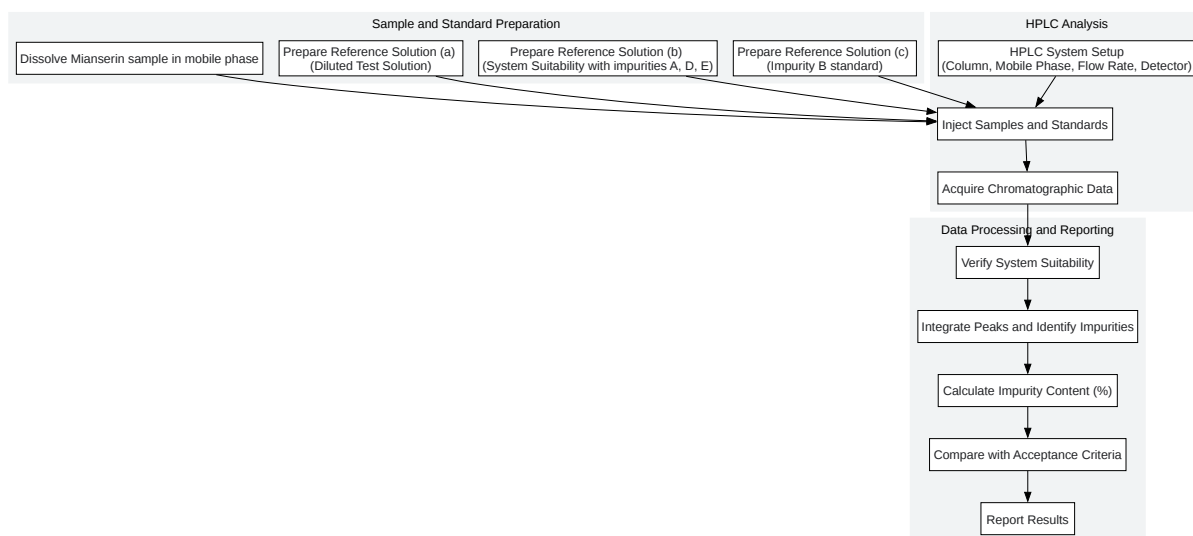 Sample and Standard Preparation
Dissolve Mianserin sample in mobile phase
Prepare Reference Solution (a)
(Diluted Test Solution)
Prepare Reference Solution (b)
(System Suitability with impurities A, D, E)
Prepare Reference Solution (c)
(Impurity B standard)
HPLC Analysis
HPLC System Setup
(Column, Mobile Phase, Flow Rate, Detector)
Inject Samples and Standards
Acquire Chromatographic Data
Data Processing and Reporting
Verify System Suitability
Integrate Peaks and Identify Impurities
Calculate Impurity Content (%)
Compare with Acceptance Criteria
Report Results